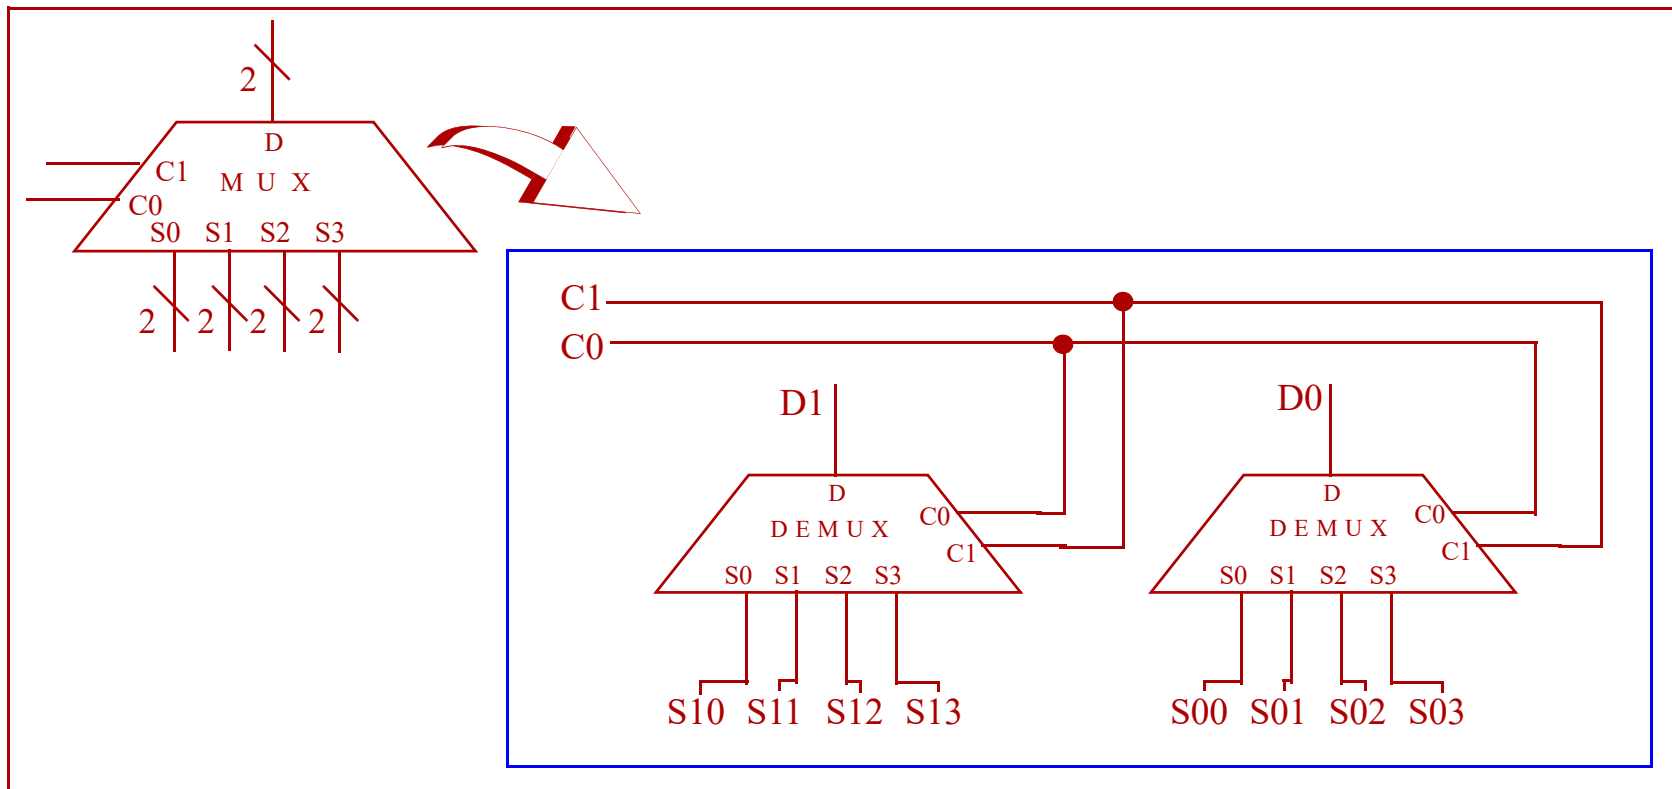 2
D
C1
M U X
C0
S0 S1 S2 S3
2 2 2 2
C1
C0
D1 D0
D D
C0 C0
D E M U X D E M U X
C1 C1
S0 S1 S2 S3 S0 S1 S2 S3
S10 S11 S12 S13 S00 S01 S02 S03